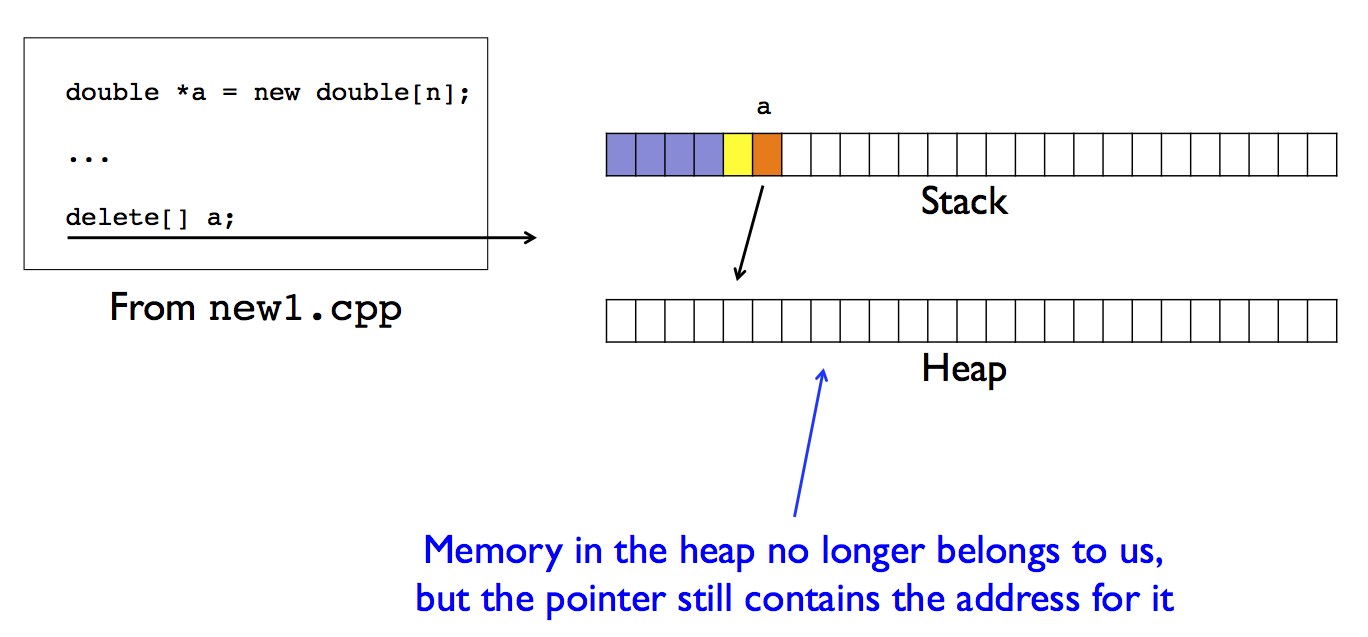 double *a = new double[n];
...
delete[] a;
From new1.cpp
a
Stack
Heap
Memory in the heap no longer belongs to us,
but the pointer still contains the address for it